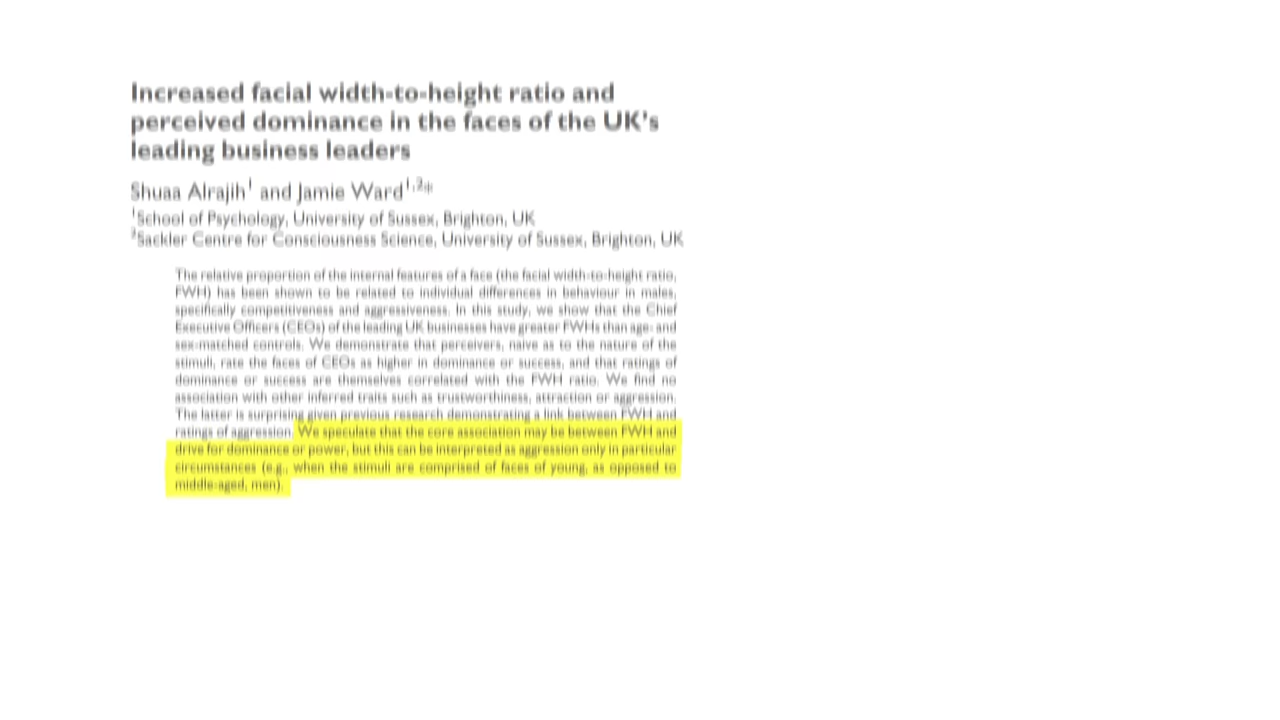 Increased facial width-to-height ratio and
perceived dominance in the faces of the UK's
leading business leaders
Shuaa Alrajih¹ and Jamie Ward¹,²*
¹School of Psychology, University of Sussex, Brighton, UK
²Sackler Centre for Consciousness Science, University of Sussex, Brighton, UK
The relative proportion of the internal features of a face (the facial width-to-height ratio,
FWH) has been shown to be related to individual differences in behaviour in males,
specifically competitiveness and aggressiveness. In this study, we show that the Chief
Executive Officers (CEOs) of the leading UK businesses have greater FWHs than age- and
sex-matched controls. We demonstrate that perceivers, naive as to the nature of the
stimuli, rate the faces of CEOs as higher in dominance or success, and that ratings of
dominance or success are themselves correlated with the FWH ratio. We find no
association with other inferred traits such as trustworthiness, attraction or aggression.
The latter is surprising given previous research demonstrating a link between FWH and
ratings of aggression. We speculate that the core association may be between FWH and
drive for dominance or power, but this can be interpreted as aggression only in particular
circumstances (e.g., when the stimuli are comprised of faces of young, as opposed to
middle-aged, men).